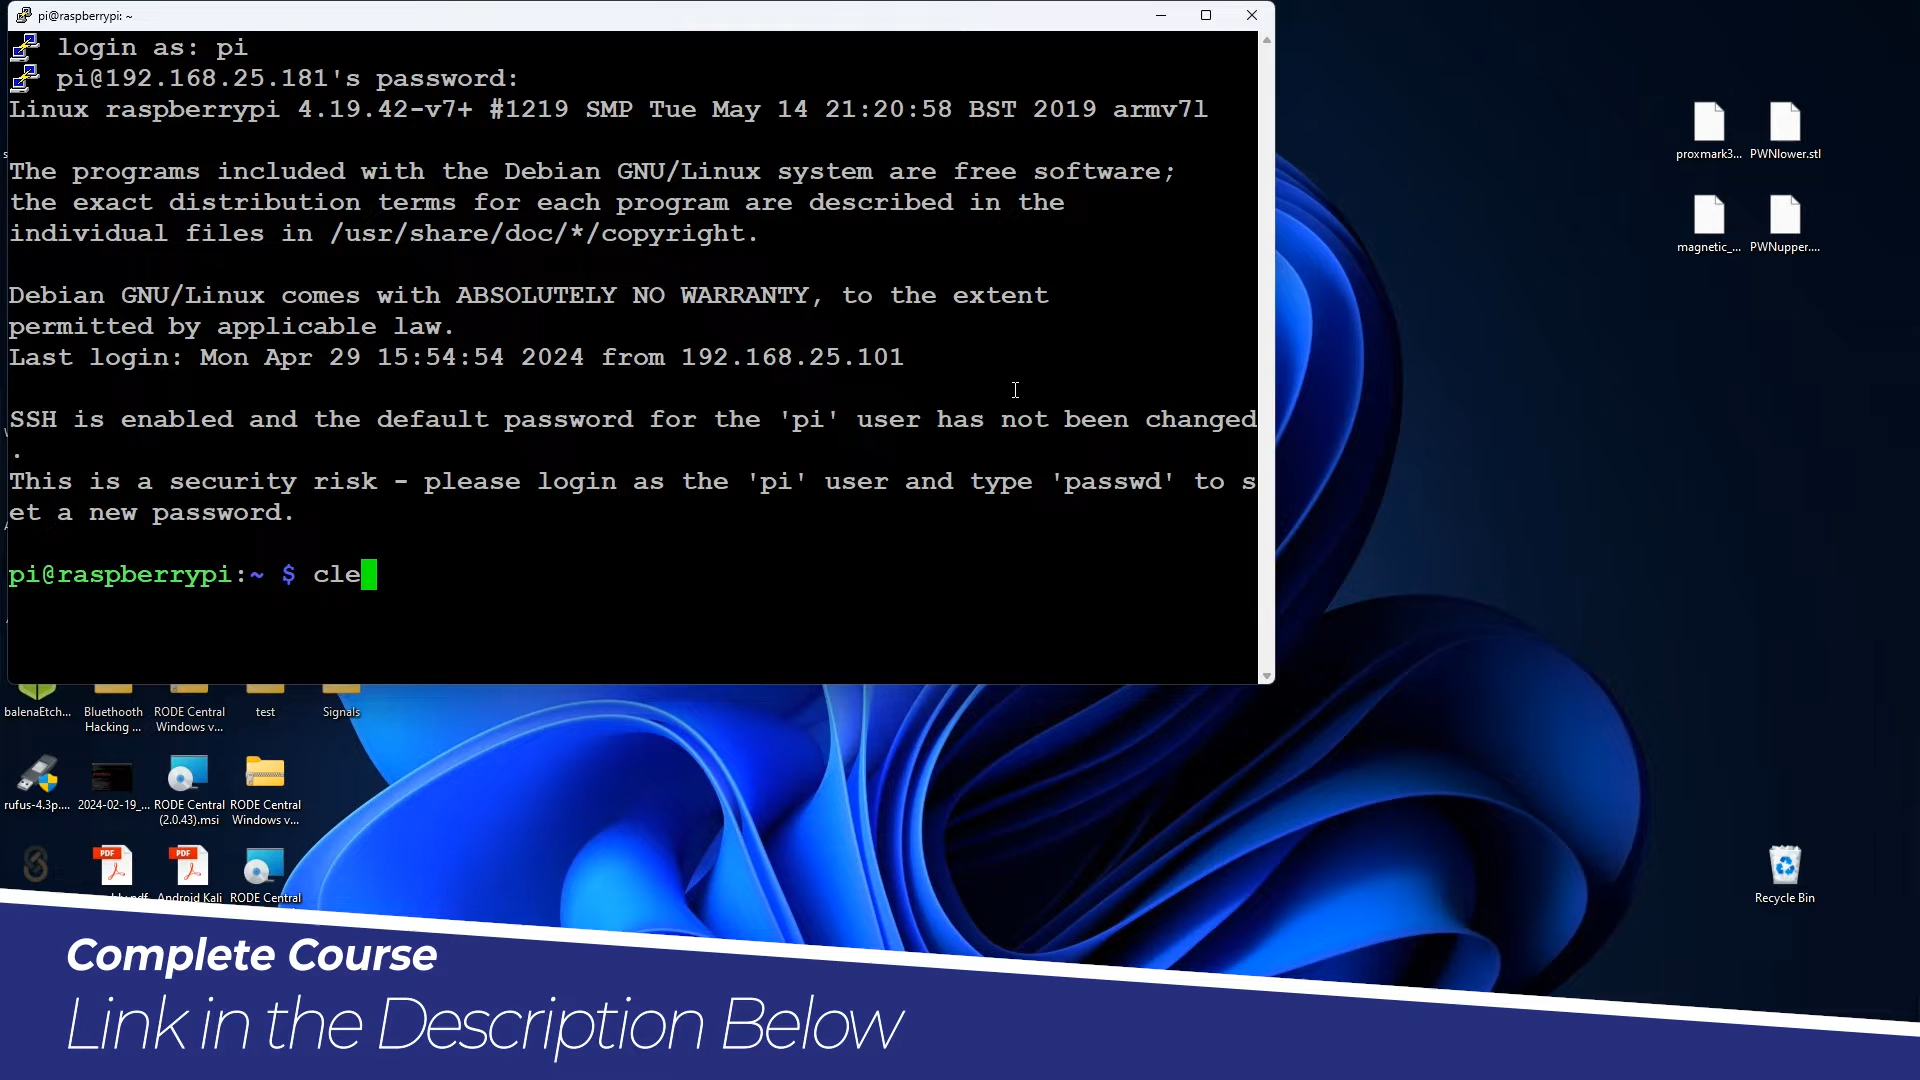 pi@raspberrypi: ~
login as: pi
pi@192.168.25.181's password:
Linux raspberrypi 4.19.42-v7+ #1219 SMP Tue May 14 21:20:58 BST 2019 armv7l
The programs included with the Debian GNU/Linux system are free software;
the exact distribution terms for each program are described in the
individual files in /usr/share/doc/*/copyright.
Debian GNU/Linux comes with ABSOLUTELY NO WARRANTY, to the extent
permitted by applicable law.
Last login: Mon Apr 29 15:54:54 2024 from 192.168.25.101
SSH is enabled and the default password for the 'pi' user has not been changed
.
This is a security risk - please login as the 'pi' user and type 'passwd' to s
et a new password.
pi@raspberrypi:~ $ cle
proxmark3... PWNlower.stl
magnetic_... PWNupper....
balenaEtch... Bluethooth RODE Central test Signals
Hacking ... Windows v...
rufus-4.3p.... 2024-02-19_... RODE Central RODE Central
(2.0.43).msi Windows v...
PDF PDF
Android Kali RODE Central
Recycle Bin
Complete Course
Link in the Description Below